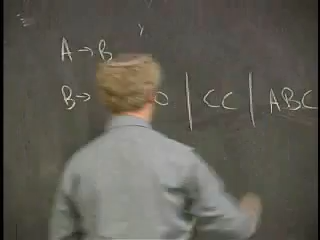 A → B
B → O | CC | ABC